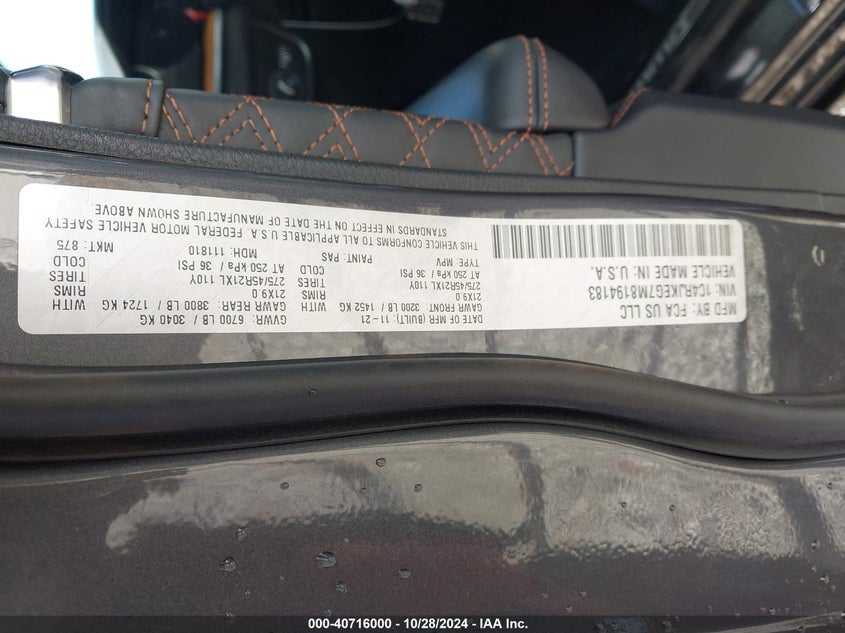 MFD BY: FCA US LLC
DATE OF MFR (BUILT): 11-21
GVWR: 6700 LB / 3040 KG
GAWR FRONT: 3200 LB / 1452 KG WITH
GAWR REAR: 3800 LB / 1724 KG WITH
21X9.0 RIMS
21X9.0 RIMS
275/45R21XL 110Y TIRES
275/45R21XL 110Y TIRES
AT 250 kPa / 36 PSI COLD
AT 250 kPa / 36 PSI COLD
VIN: 1C4RJKEG7M8194183
TYPE: MPV
PAINT: PAS
MDH: 111810
MKT: 875
VEHICLE MADE IN: U.S.A.
THIS VEHICLE CONFORMS TO ALL APPLICABLE U.S.A. FEDERAL MOTOR VEHICLE SAFETY
STANDARDS IN EFFECT ON THE DATE OF MANUFACTURE SHOWN ABOVE
000-40716000 - 10/28/2024 - IAA Inc.